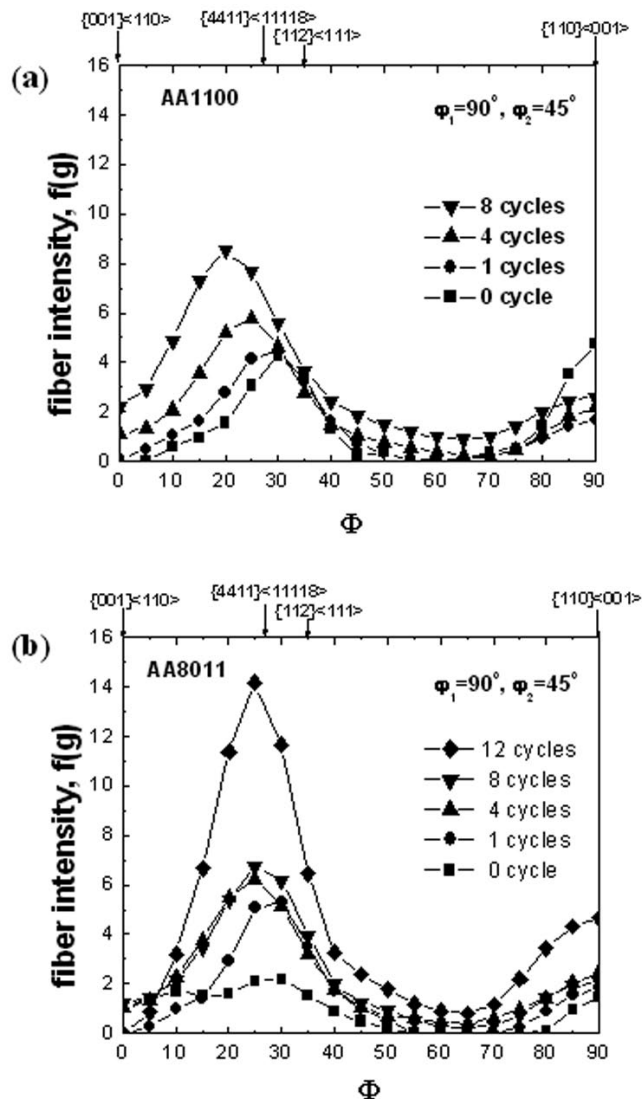 {001}<110>
{4411}<11118>
{112}<111>
{110}<001>
(a)
AA1100
φ₁=90°, φ₂=45°
fiber intensity, f(g)
16
14
12
10
8
6
4
2
0
8 cycles
4 cycles
1 cycles
0 cycle
0 10 20 30 40 50 60 70 80 90
Φ
{001}<110>
{4411}<11118>
{112}<111>
{110}<001>
(b)
AA8011
φ₁=90°, φ₂=45°
fiber intensity, f(g)
16
14
12
10
8
6
4
2
0
12 cycles
8 cycles
4 cycles
1 cycles
0 cycle
0 10 20 30 40 50 60 70 80 90
Φ